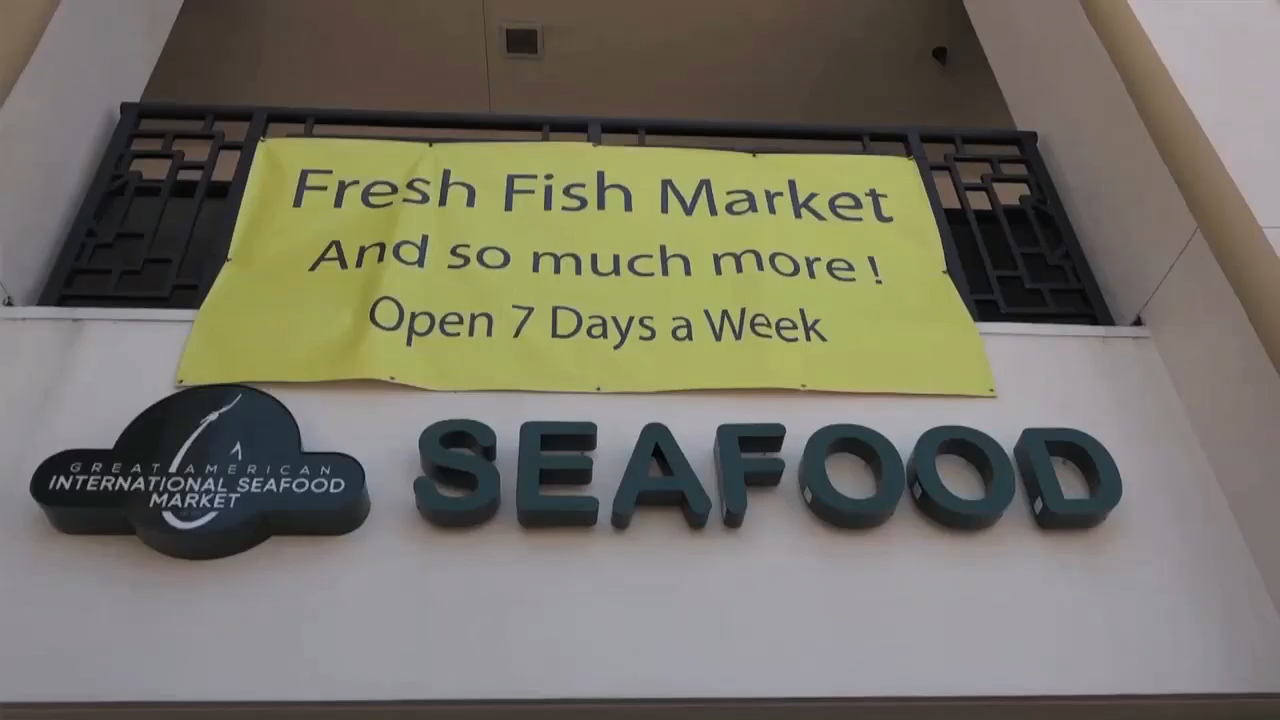 Fresh Fish Market
And so much more!
Open 7 Days a Week
GREAT AMERICAN
INTERNATIONAL SEAFOOD
MARKET
SEAFOOD